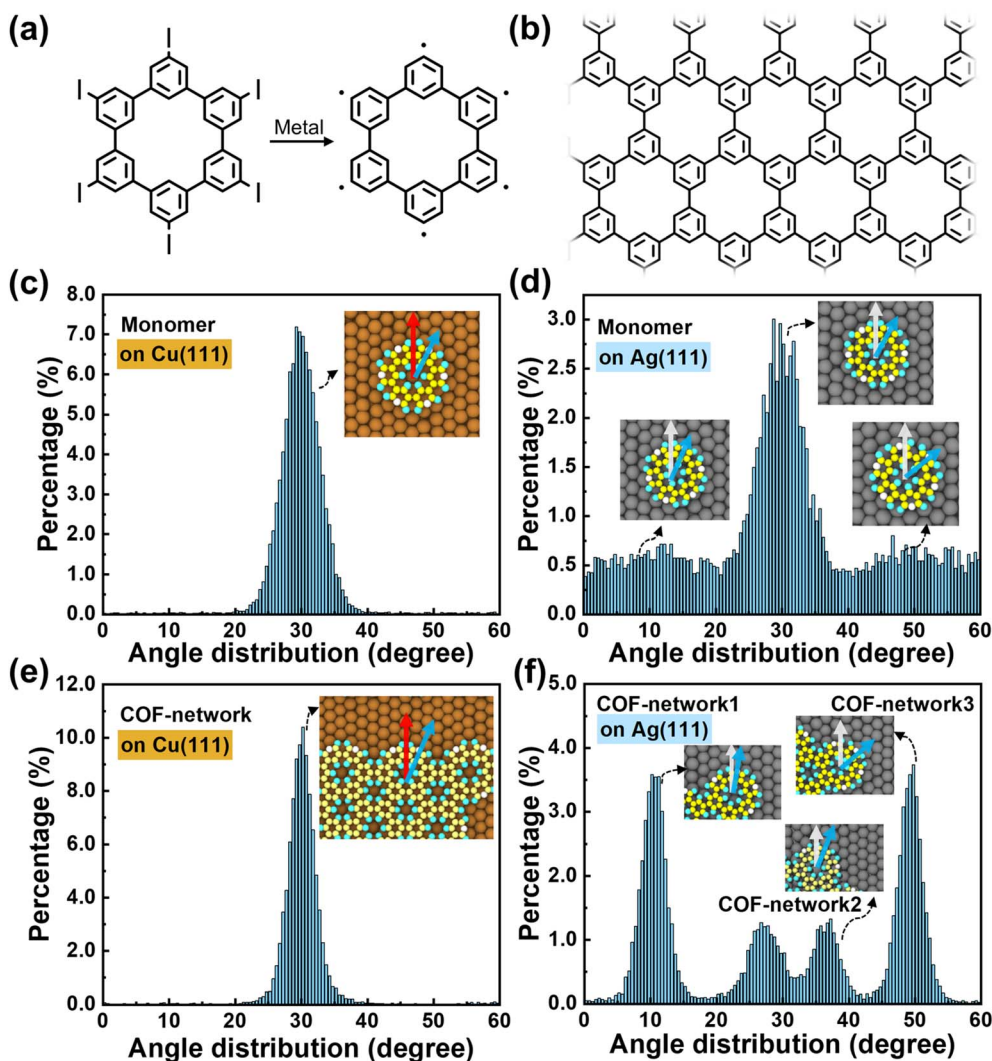 (a)
I
I
I
I
I
I
Metal
(b)
(c)
8.0
7.0
6.0
5.0
4.0
3.0
2.0
1.0
0.0
Percentage (%)
Monomer
on Cu(111)
0 10 20 30 40 50 60
Angle distribution (degree)
(d)
3.0
2.5
2.0
1.5
1.0
0.5
0.0
Percentage (%)
Monomer
on Ag(111)
0 10 20 30 40 50 60
Angle distribution (degree)
(e)
12.0
10.0
8.0
6.0
4.0
2.0
0.0
Percentage (%)
COF-network
on Cu(111)
0 10 20 30 40 50 60
Angle distribution (degree)
(f)
5.0
4.0
3.0
2.0
1.0
0.0
Percentage (%)
COF-network1
on Ag(111)
COF-network3
COF-network2
0 10 20 30 40 50 60
Angle distribution (degree)